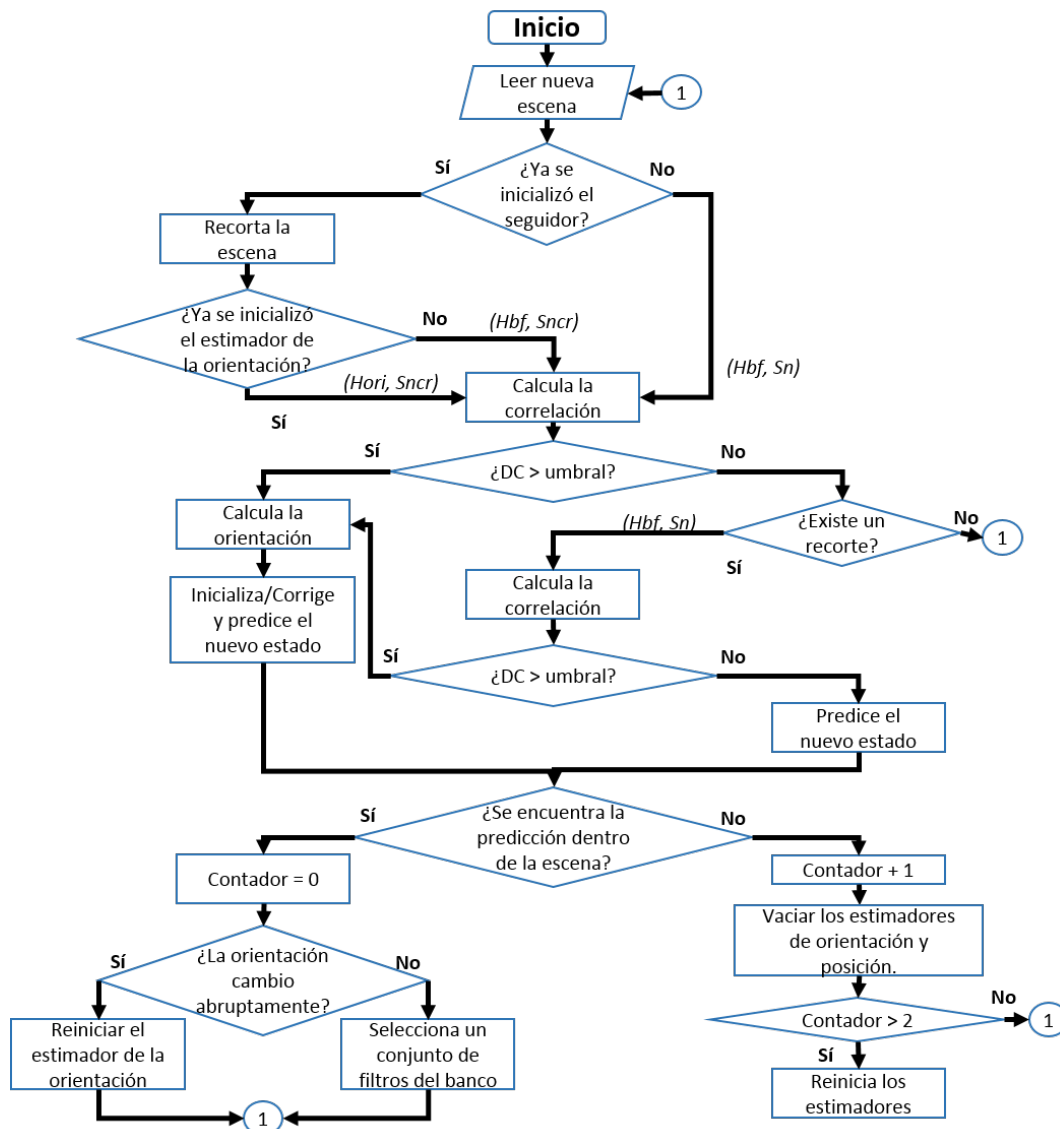 Inicio
Leer nueva
escena
1
Sí
¿Ya se
inicializó el
seguidor?
No
Recorta la
escena
¿Ya se inicializó
el estimador de
la orientación?
No
(Hbf, Sncr)
(Hbf, Sn)
(Hori, Sncr)
Sí
Calcula la
correlación
Sí
¿DC > umbral?
No
Calcula la
orientación
(Hbf, Sn)
¿Existe un
recorte?
No
1
Sí
Calcula la
correlación
Inicializa/Corrige
y predice el
nuevo estado
Sí
¿DC > umbral?
No
Predice el
nuevo estado
Sí
¿Se encuentra la
predicción dentro
de la escena?
No
Contador = 0
Contador + 1
Vaciar los estimadores
de orientación y
posición.
Sí
¿La orientación
cambio
abruptamente?
No
Contador > 2
No
1
Sí
Reiniciar el
estimador de la
orientación
Selecciona un
conjunto de
filtros del banco
Reinicia los
estimadores
1